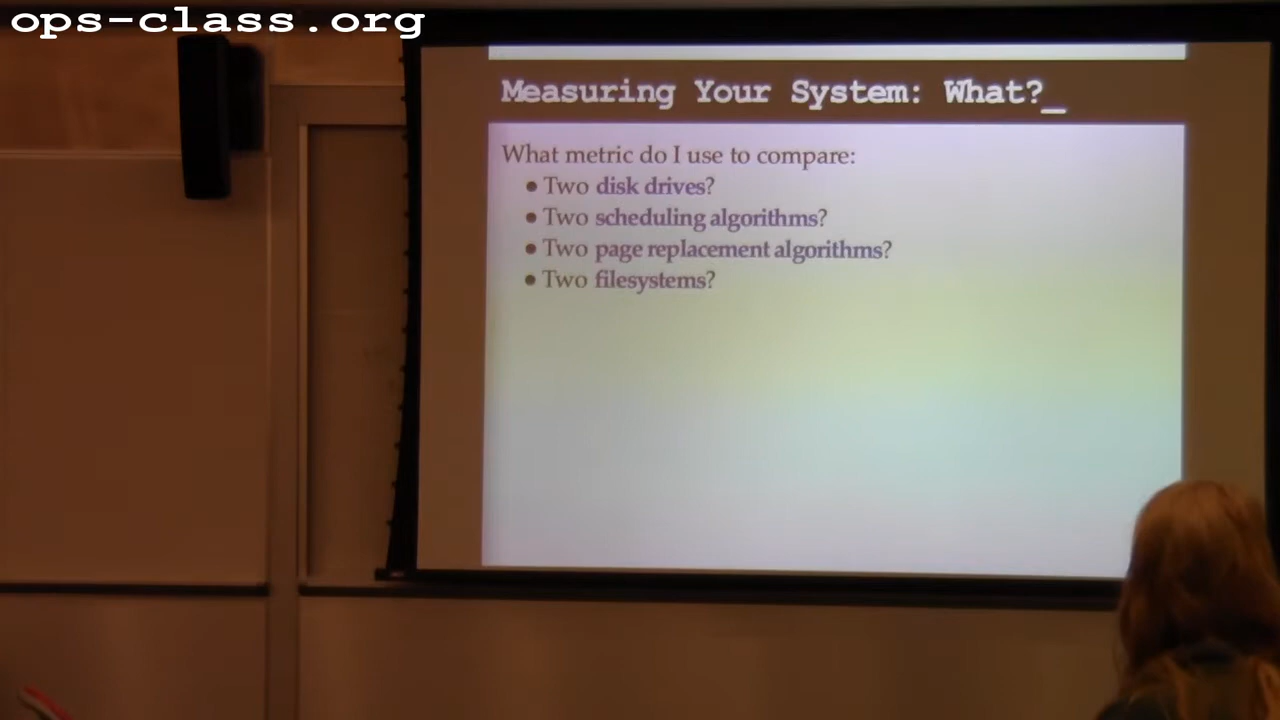 ops-class.org
Measuring Your System: What?_
What metric do I use to compare:
• Two disk drives?
• Two scheduling algorithms?
• Two page replacement algorithms?
• Two filesystems?